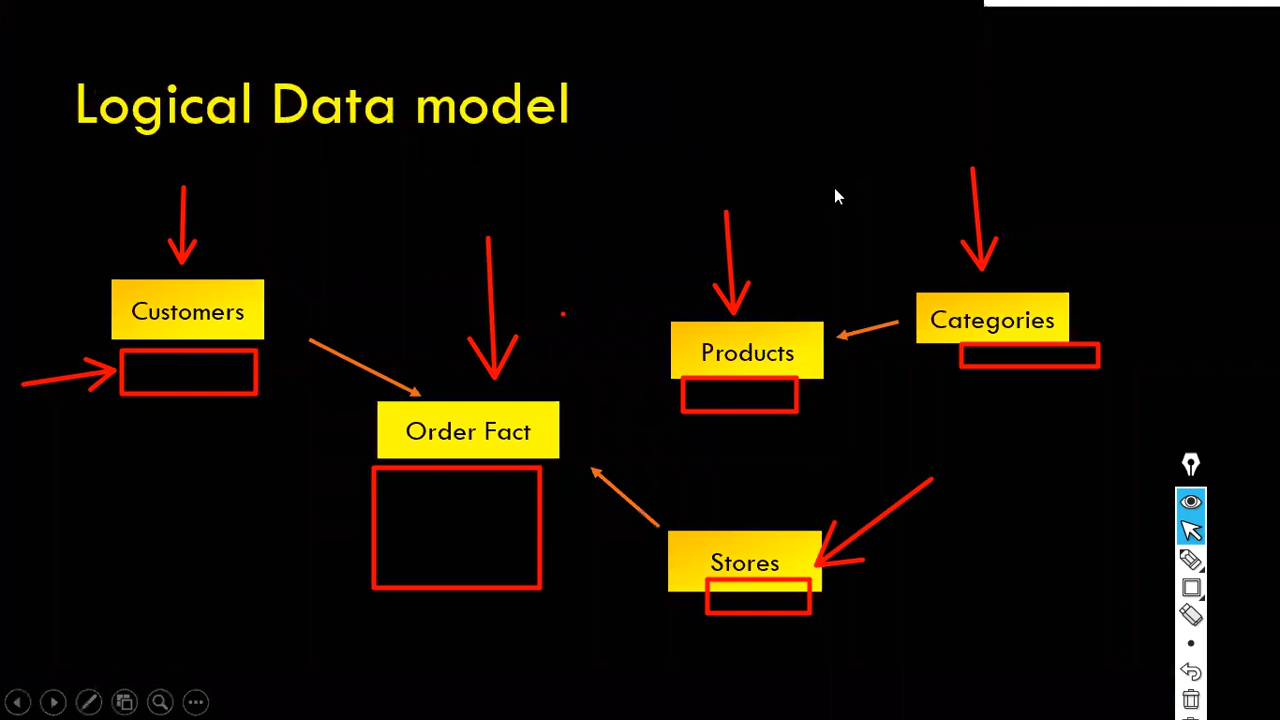 Logical Data model
Customers
Categories
Products
Order Fact
Stores